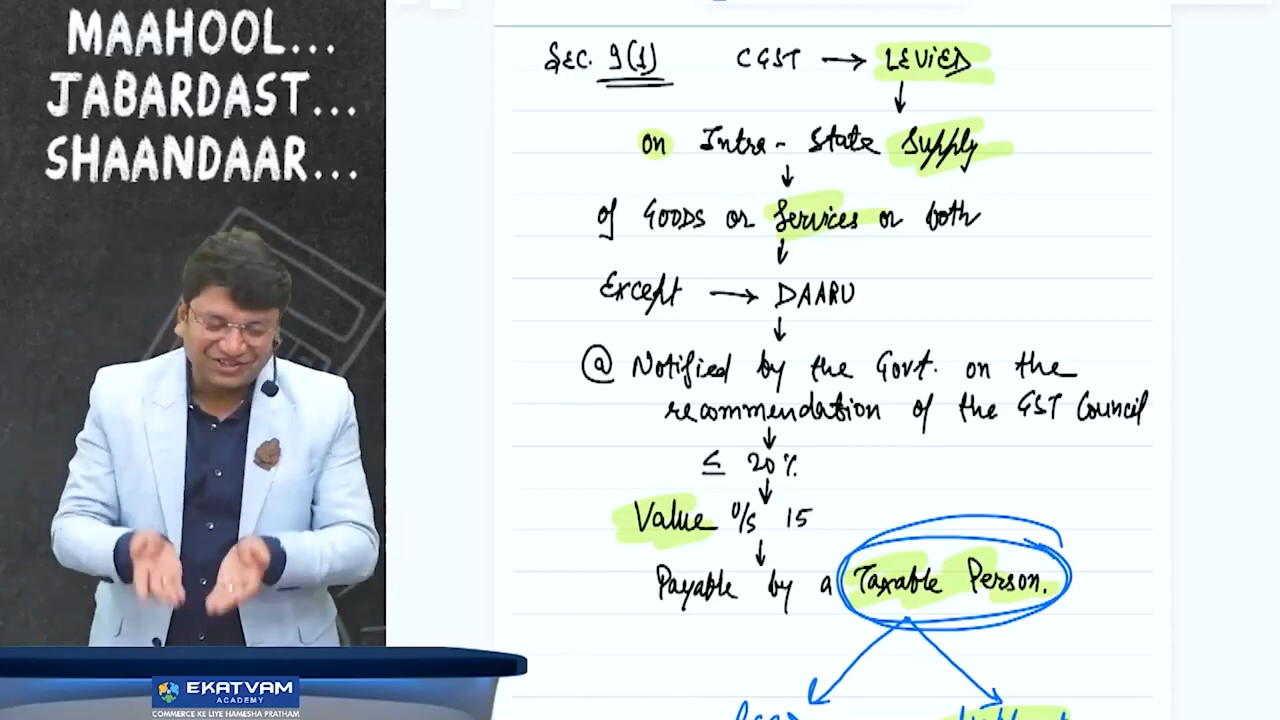 MAAHOOL...
JABARDAST...
SHAANDAAR...
SEC. 9(1) CGST → LEVIED
on Intra-State Supply
of GOODS or Services or both
Except → DAARU
@ Notified by the Govt. on the
recommendation of the GST Council
≤ 20%
Value U/S 15
Payable by a Taxable Person.
EKATVAM
ACADEMY
COMMERCE KE LIYE HAMESHA PRATHAM